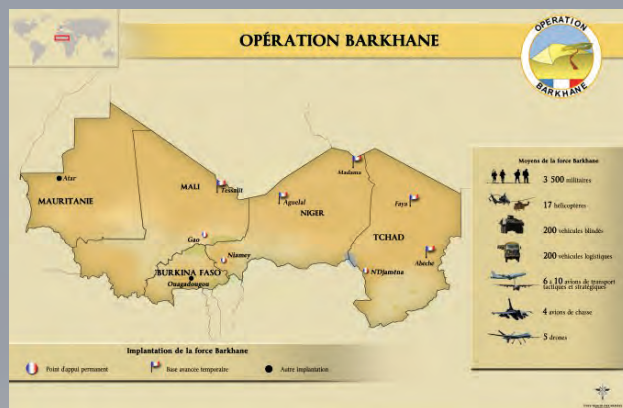 OPÉRATION BARKHANE
OPERATION
BARKHANE
Atar
MAURITANIE
MALI
Tessalit
Gao
Niamey
BURKINA FASO
Ouagadougou
Madama
Aguelal
NIGER
Faya
TCHAD
Abéché
N'Djaména
Moyens de la force Barkhane
3 500 militaires
17 hélicoptères
200 véhicules blindés
200 véhicules logistiques
6 à 10 avions de transport
tactiques et stratégiques
4 avions de chasse
5 drones
Implantation de la force Barkhane
Point d'appui permanent
Base avancée temporaire
Autre implantation